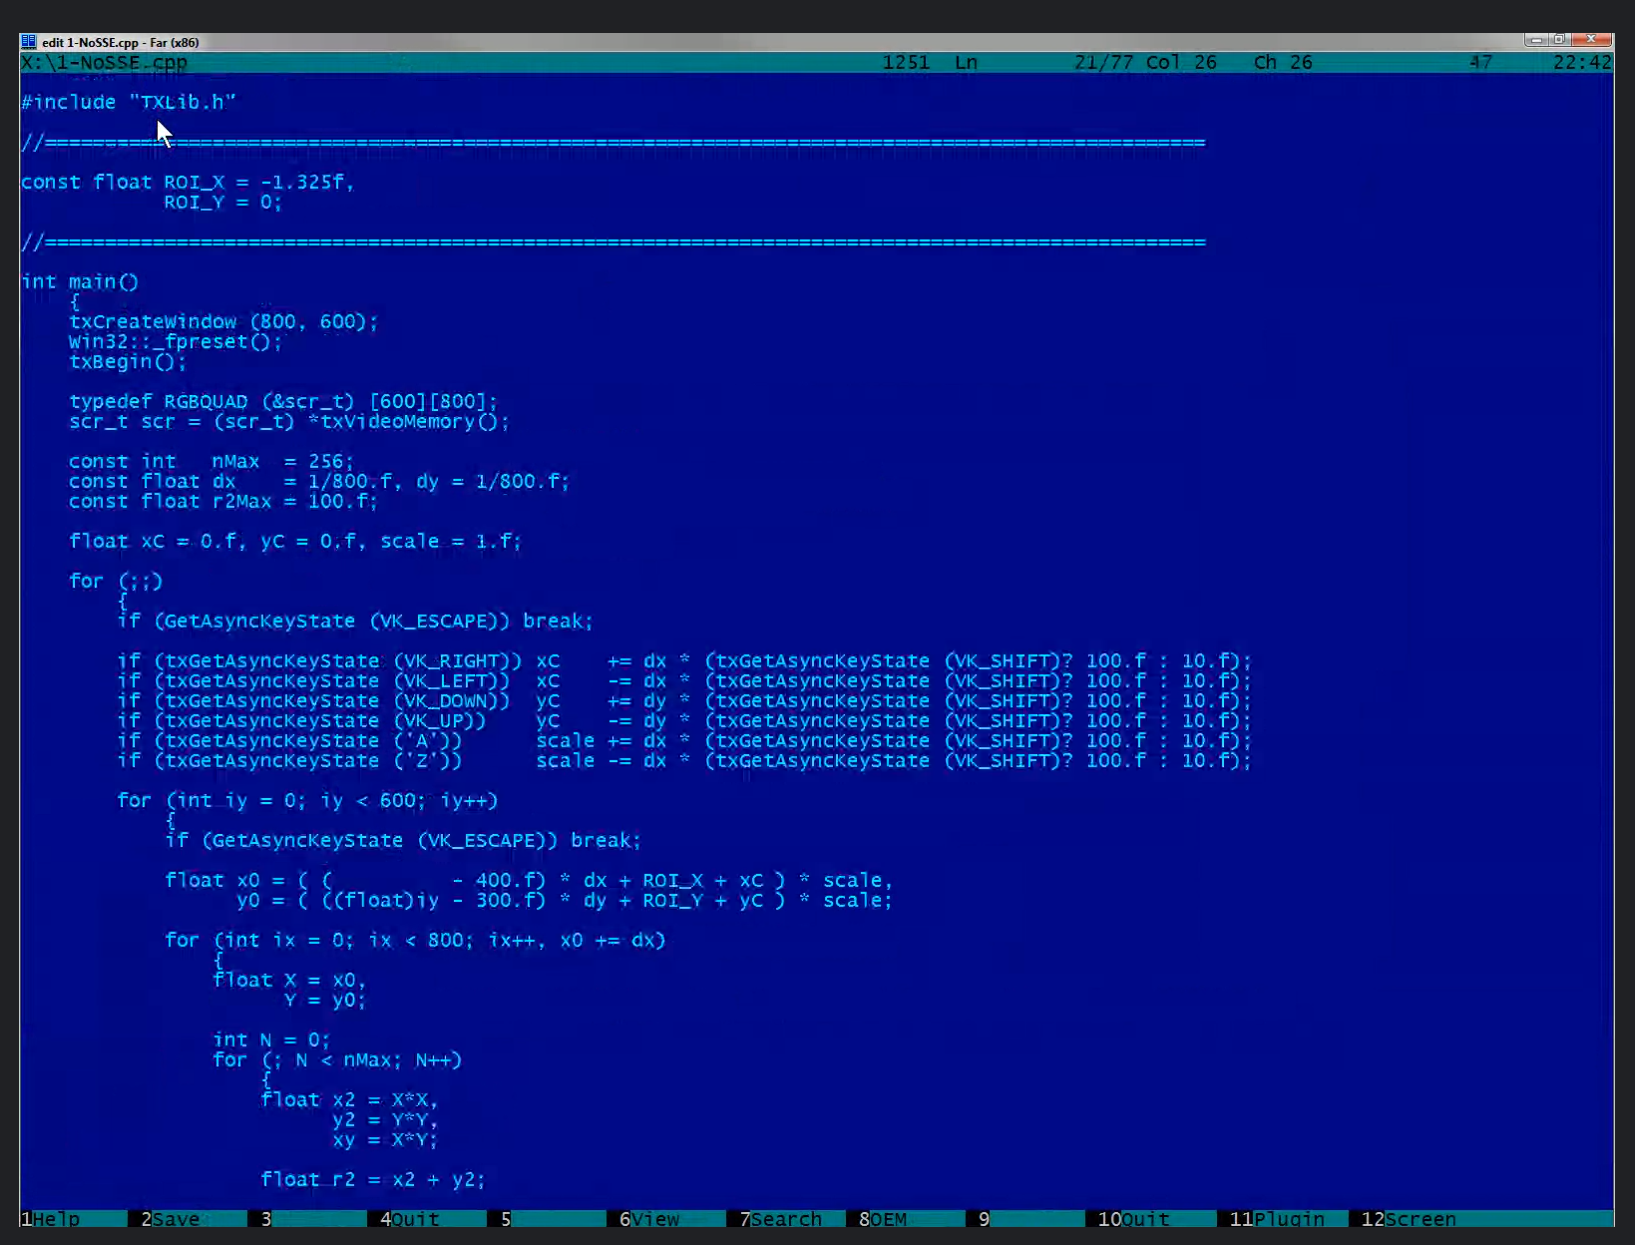 edit 1-NoSSE.cpp - Far (x86)
X:\1-NoSSE.cpp 1251 Ln 21/77 Col 26 Ch 26 47 22:42
#include "TXLib.h"
//=================================================================================================
const float ROI_X = -1.325f,
ROI_Y = 0;
//=================================================================================================
int main()
{
txCreateWindow (800, 600);
Win32::_fpreset();
txBegin();
typedef RGBQUAD (&scr_t) [600][800];
scr_t scr = (scr_t) *txVideoMemory();
const int nMax = 256;
const float dx = 1/800.f, dy = 1/800.f;
const float r2Max = 100.f;
float xC = 0.f, yC = 0.f, scale = 1.f;
for (;;)
{
if (GetAsyncKeyState (VK_ESCAPE)) break;
if (txGetAsyncKeyState (VK_RIGHT)) xC += dx * (txGetAsyncKeyState (VK_SHIFT)? 100.f : 10.f);
if (txGetAsyncKeyState (VK_LEFT)) xC -= dx * (txGetAsyncKeyState (VK_SHIFT)? 100.f : 10.f);
if (txGetAsyncKeyState (VK_DOWN)) yC += dy * (txGetAsyncKeyState (VK_SHIFT)? 100.f : 10.f);
if (txGetAsyncKeyState (VK_UP)) yC -= dy * (txGetAsyncKeyState (VK_SHIFT)? 100.f : 10.f);
if (txGetAsyncKeyState ('A')) scale += dx * (txGetAsyncKeyState (VK_SHIFT)? 100.f : 10.f);
if (txGetAsyncKeyState ('Z')) scale -= dx * (txGetAsyncKeyState (VK_SHIFT)? 100.f : 10.f);
for (int iy = 0; iy < 600; iy++)
{
if (GetAsyncKeyState (VK_ESCAPE)) break;
float x0 = ( ( - 400.f) * dx + ROI_X + xC ) * scale,
y0 = ( ((float)iy - 300.f) * dy + ROI_Y + yC ) * scale;
for (int ix = 0; ix < 800; ix++, x0 += dx)
{
float X = x0,
Y = y0;
int N = 0;
for (; N < nMax; N++)
{
float x2 = X*X,
y2 = Y*Y,
xy = X*Y;
float r2 = x2 + y2;
1Help 2Save 3 4Quit 5 6View 7Search 8OEM 9 10Quit 11Plugin 12Screen